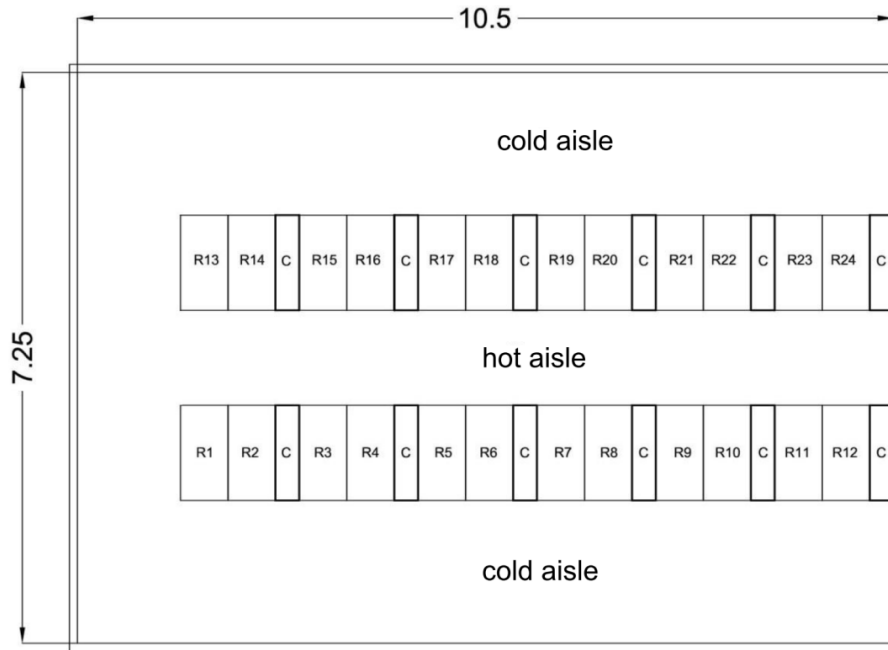 10.5
cold aisle
R13 R14 C R15 R16 C R17 R18 C R19 R20 C R21 R22 C R23 R24 C
7.25
hot aisle
R1 R2 C R3 R4 C R5 R6 C R7 R8 C R9 R10 C R11 R12 C
cold aisle